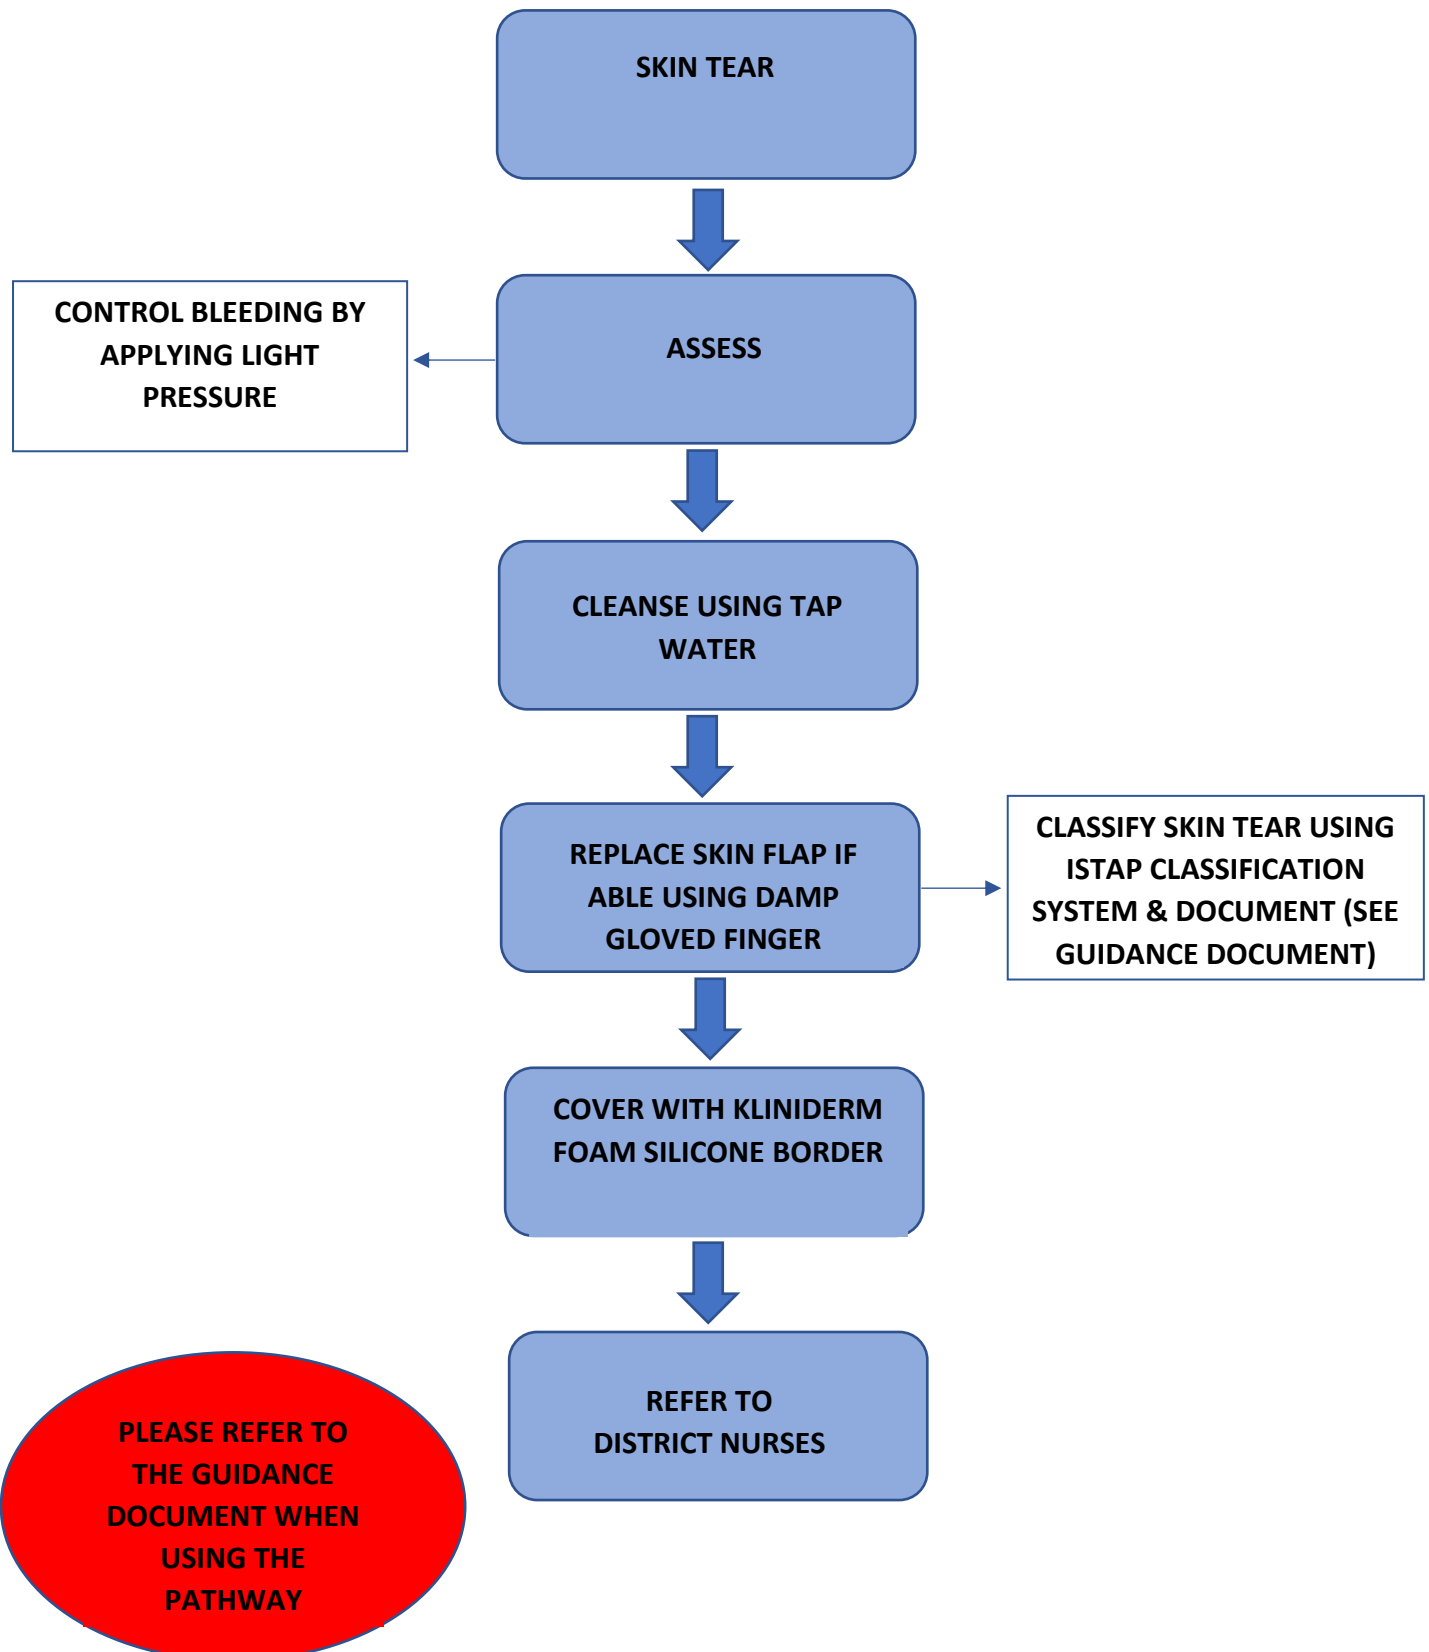 SKIN TEAR
CONTROL BLEEDING BY
APPLYING LIGHT
PRESSURE
ASSESS
CLEANSE USING TAP
WATER
REPLACE SKIN FLAP IF
ABLE USING DAMP
GLOVED FINGER
CLASSIFY SKIN TEAR USING
ISTAP CLASSIFICATION
SYSTEM & DOCUMENT (SEE
GUIDANCE DOCUMENT)
COVER WITH KLINIDERM
FOAM SILICONE BORDER
REFER TO
DISTRICT NURSES
PLEASE REFER TO
THE GUIDANCE
DOCUMENT WHEN
USING THE
PATHWAY